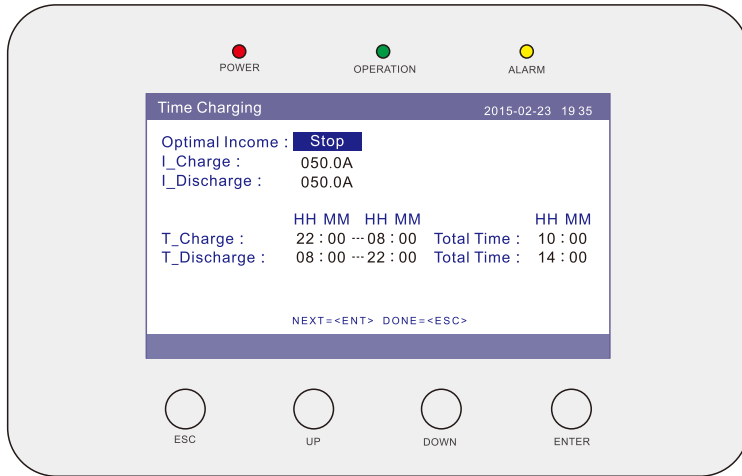 POWER OPERATION ALARM
Time Charging 2015-02-23 19 35
Optimal Income : Stop
I_Charge : 050.0A
I_Discharge : 050.0A
HH MM HH MM HH MM
T_Charge : 22 : 00 --- 08 : 00 Total Time : 10 : 00
T_Discharge : 08 : 00 --- 22 : 00 Total Time : 14 : 00
NEXT=<ENT> DONE=<ESC>
ESC UP DOWN ENTER